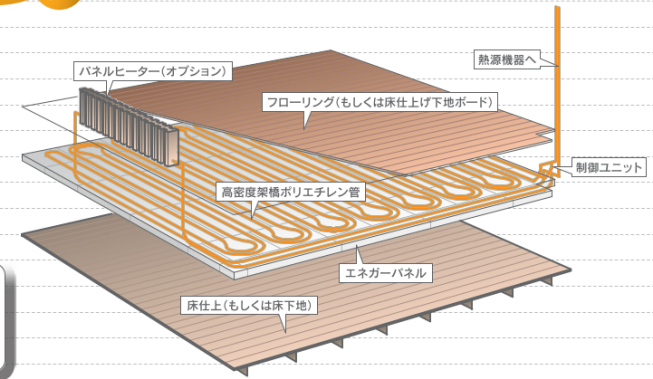 熱源機器へ
パネルヒーター(オプション)
フローリング(もしくは床仕上げ下地ボード)
制御ユニット
高密度架橋ポリエチレン管
エネガーパネル
床仕上(もしくは床下地)